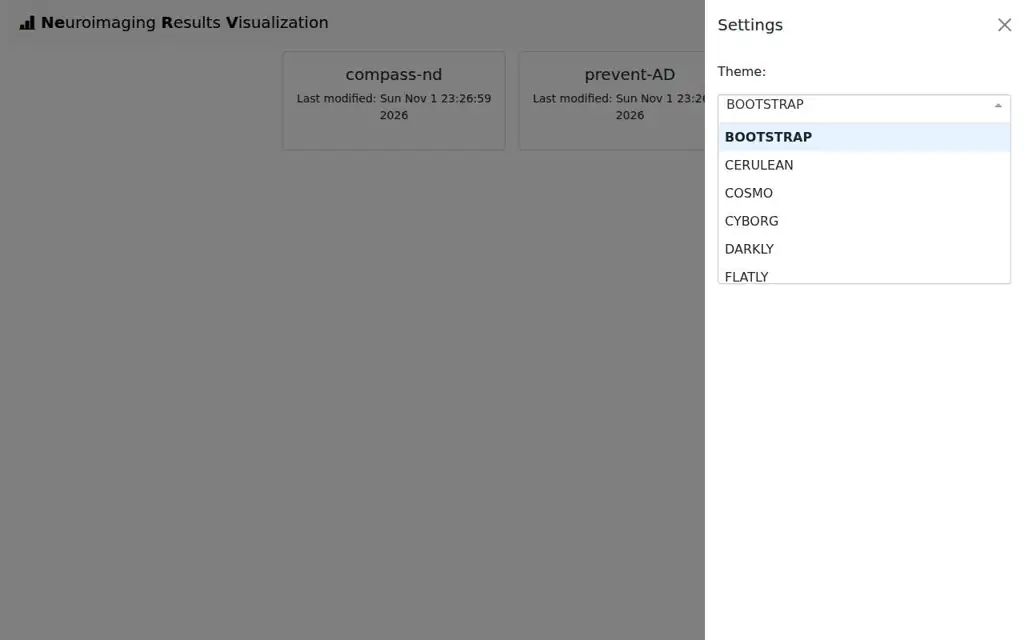 Neuroimaging Results Visualization
compass-nd
Last modified: Sun Nov 1 23:26:59
2026
prevent-AD
Last modified: Sun Nov 1 23:26
2026
Settings
Theme:
BOOTSTRAP
BOOTSTRAP
CERULEAN
COSMO
CYBORG
DARKLY
FLATLY